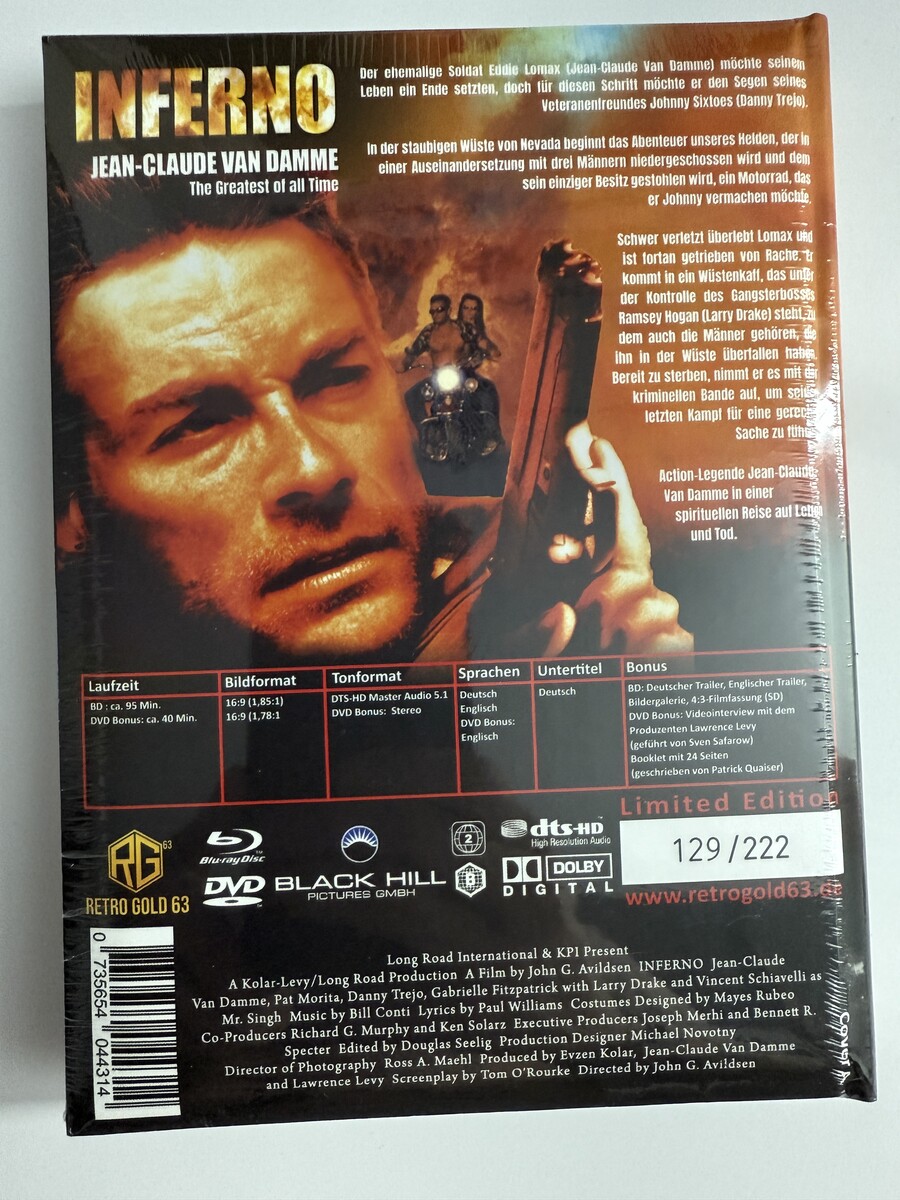 INFERNO
JEAN-CLAUDE VAN DAMME
The Greatest of all Time
Der ehemalige Soldat Eddie Lomax (Jean-Claude Van Damme) möchte seinem
Leben ein Ende setzten, doch für diesen Schritt möchte er den Segen seines
Veteranenfreundes Johnny Sixtoes (Danny Trejo).
In der staubigen Wüste von Nevada beginnt das Abenteuer unseres Helden, der in
einer Auseinandersetzung mit drei Männern niedergeschossen wird und dem
sein einziger Besitz gestohlen wird, ein Motorrad, das
er Johnny vermachen möchte.
Schwer verletzt überlebt Lomax und
ist fortan getrieben von Rache. Er
kommt in ein Wüstenkaff, das unter
der Kontrolle des Gangsterbosses
Ramsey Hogan (Larry Drake) steht, zu
dem auch die Männer gehören, die
ihn in der Wüste überfallen haben.
Bereit zu sterben, nimmt er es mit der
kriminellen Bande auf, um seinen
letzten Kampf für eine gerechte
Sache zu führen.
Action-Legende Jean-Claude
Van Damme in einer
spirituellen Reise auf Leben
und Tod.
Laufzeit
BD : ca. 95 Min.
DVD Bonus: ca. 40 Min.
Bildformat
16:9 (1,85:1)
16:9 (1,78:1
Tonformat
DTS-HD Master Audio 5.1
DVD Bonus: Stereo
Sprachen
Deutsch
Englisch
DVD Bonus:
Englisch
Untertitel
Deutsch
Bonus
BD: Deutscher Trailer, Englischer Trailer,
Bildergalerie, 4:3-Filmfassung (SD)
DVD Bonus: Videointerview mit dem
Produzenten Lawrence Levy
(geführt von Sven Safarow)
Booklet mit 24 Seiten
(geschrieben von Patrick Quaiser)
Limited Edition
129/222
www.retrogold63.de
RG 63
RETRO GOLD 63
Blu-ray Disc
DVD
BLACK HILL
PICTURES GMBH
2
B
dts-HD
High Resolution Audio
DOLBY
DIGITAL
Long Road International & KPI Present
A Kolar-Levy/Long Road Production A Film by John G. Avildsen INFERNO Jean-Claude
Van Damme, Pat Morita, Danny Trejo, Gabrielle Fitzpatrick with Larry Drake and Vincent Schiavelli as
Mr. Singh Music by Bill Conti Lyrics by Paul Williams Costumes Designed by Mayes Rubeo
Co-Producers Richard G. Murphy and Ken Solarz Executive Producers Joseph Merhi and Bennett R.
Specter Edited by Douglas Seelig Production Designer Michael Novotny
Director of Photography Ross A. Maehl Produced by Evzen Kolar, Jean-Claude Van Damme
and Lawrence Levy Screenplay by Tom O'Rourke Directed by John G. Avildsen
0 735654 044314